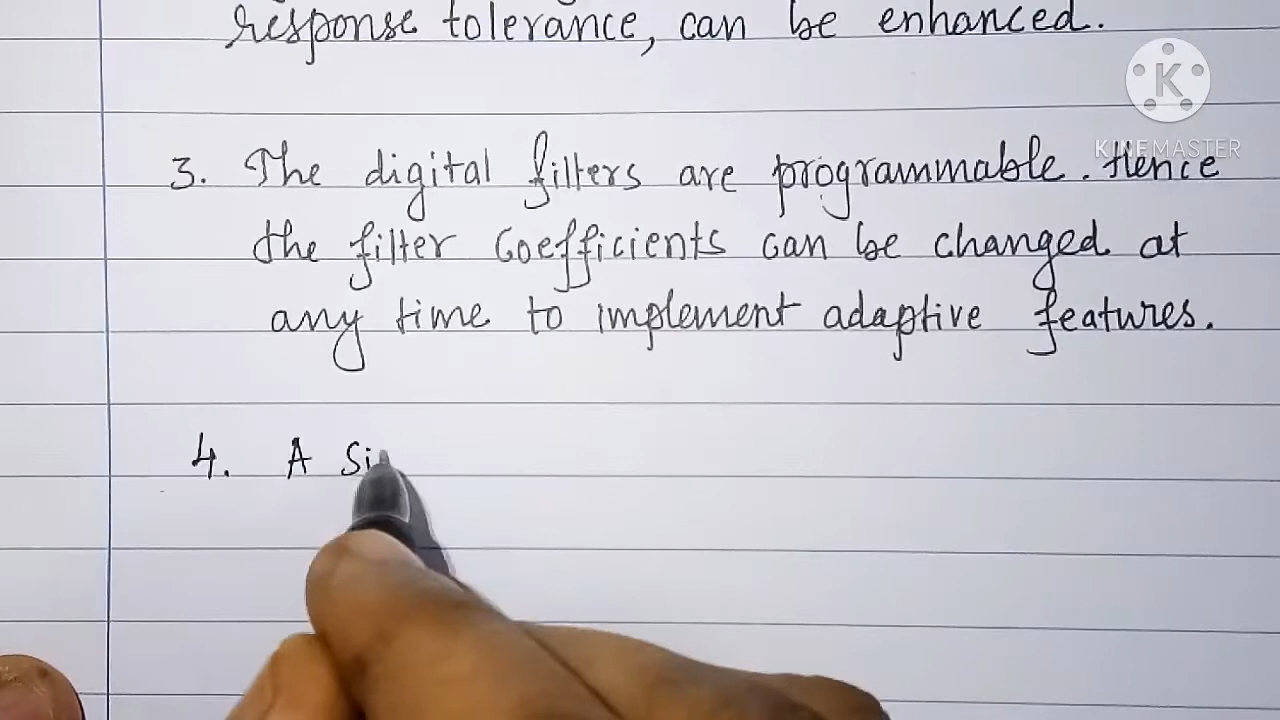 response tolerance, can be enhanced.
K
KINEMASTER
3. The digital filters are programmable. Hence
the filter Coefficients can be changed at
any time to implement adaptive features.
4. A Si